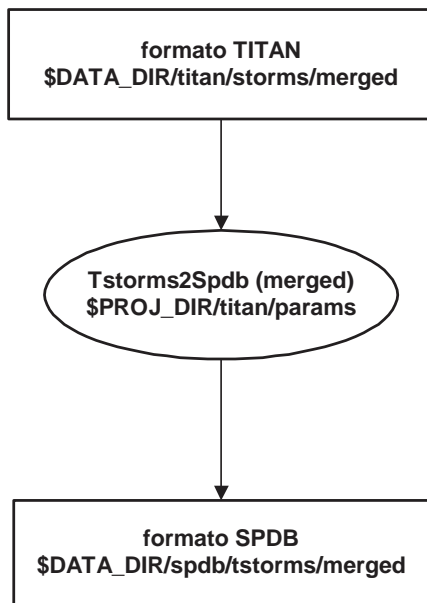 formato TITAN
$DATA_DIR/titan/storms/merged
Tstorms2Spdb (merged)
$PROJ_DIR/titan/params
formato SPDB
$DATA_DIR/spdb/tstorms/merged